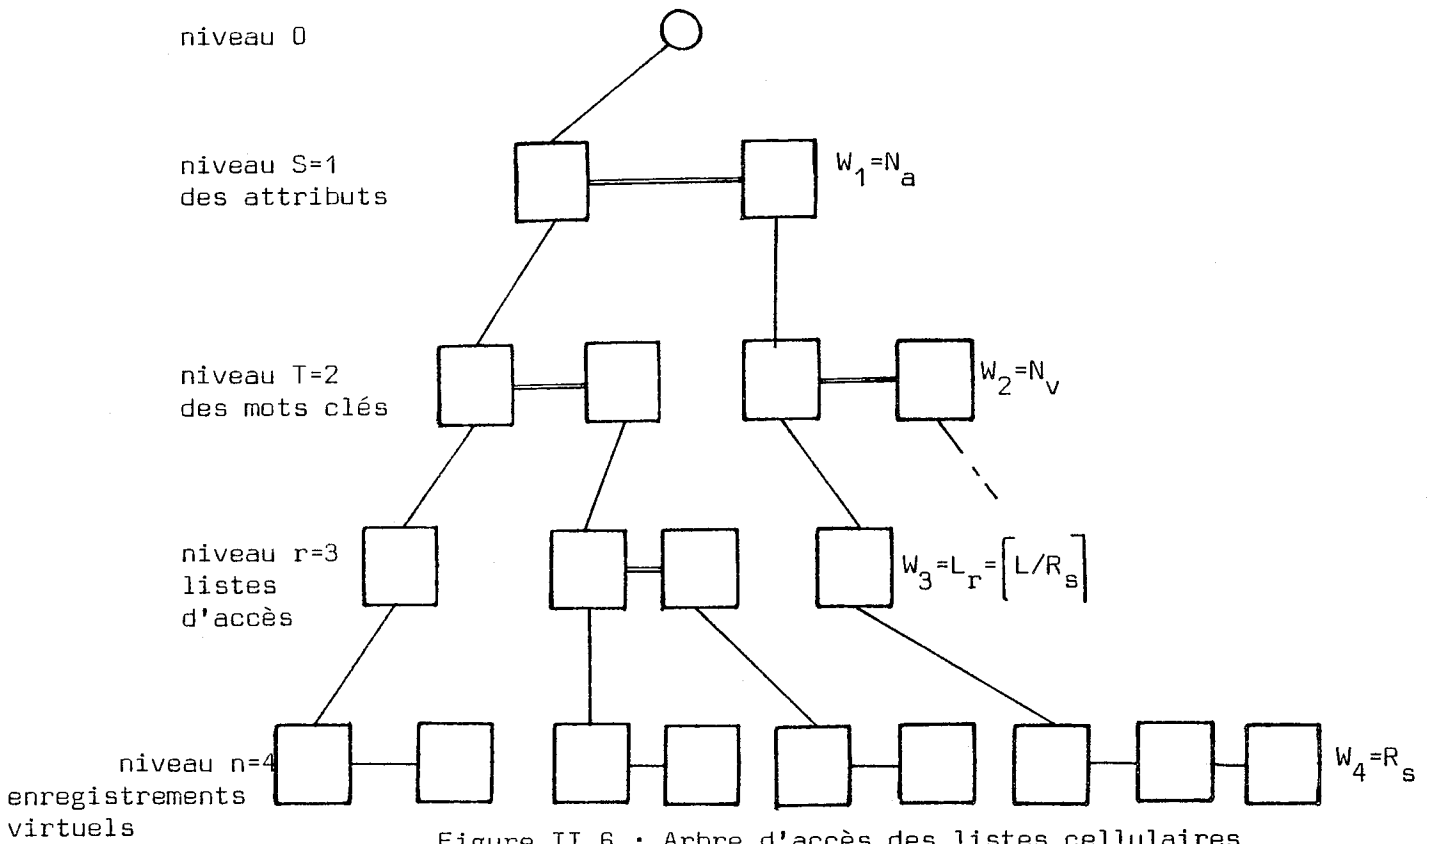 niveau 0
niveau S=1
des attributs
W1=Na
niveau T=2
des mots clés
W2=Nv
niveau r=3
listes
d'accès
W3=Lr=⌈L/Rs⌉
niveau n=4
enregistrements
virtuels
W4=Rs
Figure II.6 : Arbre d'accès des listes cellulaires